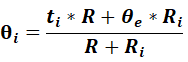 θᵢ = (tᵢ * R + θₑ * Rᵢ) / (R + Rᵢ)